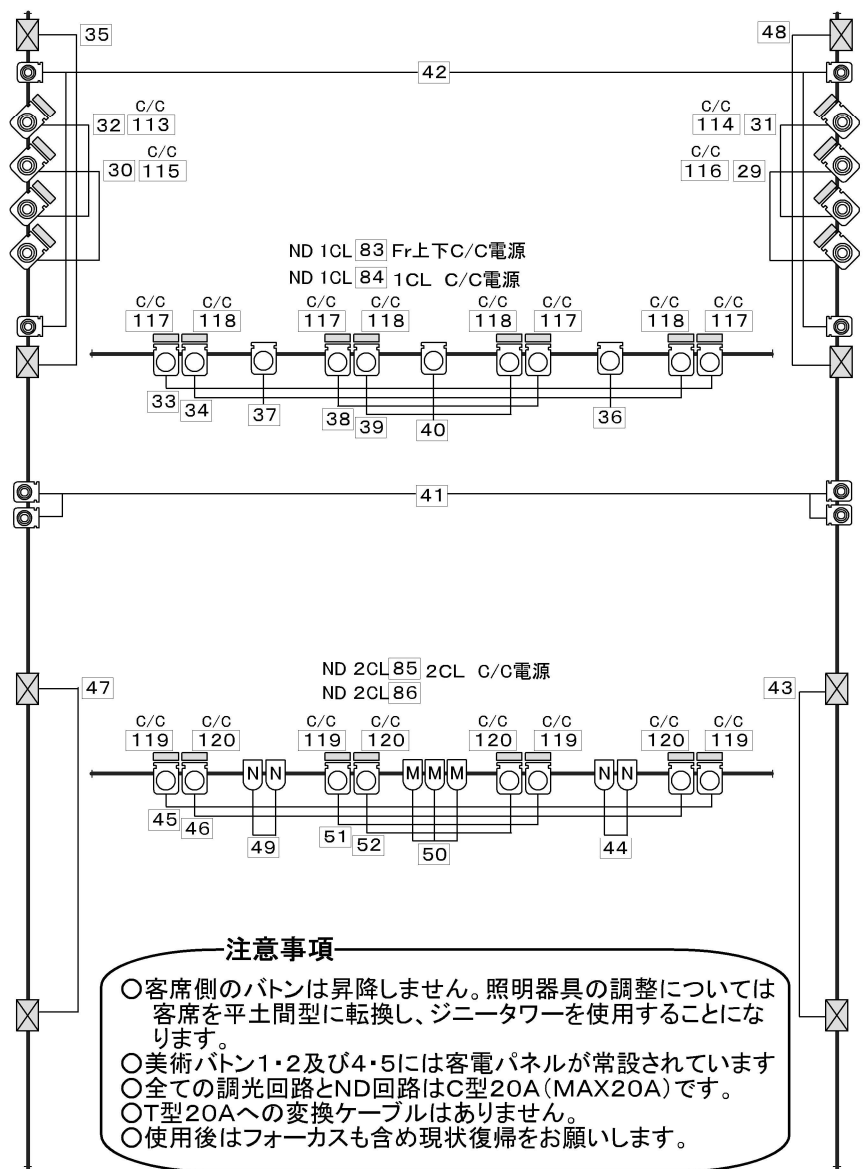 35 48
42
C/C C/C
32 113 114 31
C/C C/C
30 115 116 29
ND 1CL 83 Fr上下C/C電源
ND 1CL 84 1CL C/C電源
C/C C/C C/C C/C C/C C/C C/C C/C
117 118 117 118 118 117 118 117
33 34 37 38 39 40 36
41
ND 2CL 85 2CL C/C電源
ND 2CL 86
47 43
C/C C/C C/C C/C C/C C/C C/C C/C
119 120 119 120 120 119 120 119
N N M M M N N
45 46 49 51 52 50 44
注意事項
○客席側のバトンは昇降しません。照明器具の調整については
客席を平土間型に転換し、ジニータワーを使用することにな
ります。
○美術バトン1・2及び4・5には客電パネルが常設されています
○全ての調光回路とND回路はC型20A(MAX20A)です。
○T型20Aへの変換ケーブルはありません。
○使用後はフォーカスも含め現状復帰をお願いします。